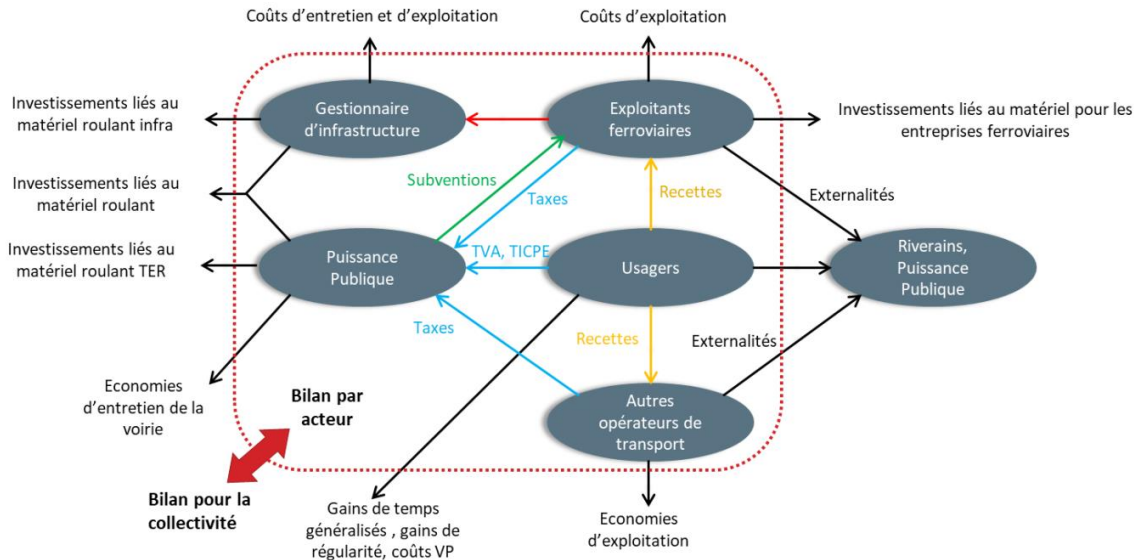 Coûts d'entretien et d'exploitation
Coûts d'exploitation
Investissements liés au
matériel roulant infra
Gestionnaire
d'infrastructure
Exploitants
ferroviaires
Investissements liés au matériel pour les
entreprises ferroviaires
Investissements liés au
matériel roulant
Subventions
Taxes
Recettes
Externalités
Investissements liés au
matériel roulant TER
Puissance
Publique
TVA, TICPE
Usagers
Riverains,
Puissance
Publique
Taxes
Recettes
Externalités
Economies
d'entretien de la
voirie
Bilan par
acteur
Autres
opérateurs de
transport
Bilan pour la
collectivité
Gains de temps
généralisés , gains de
régularité, coûts VP
Economies
d'exploitation